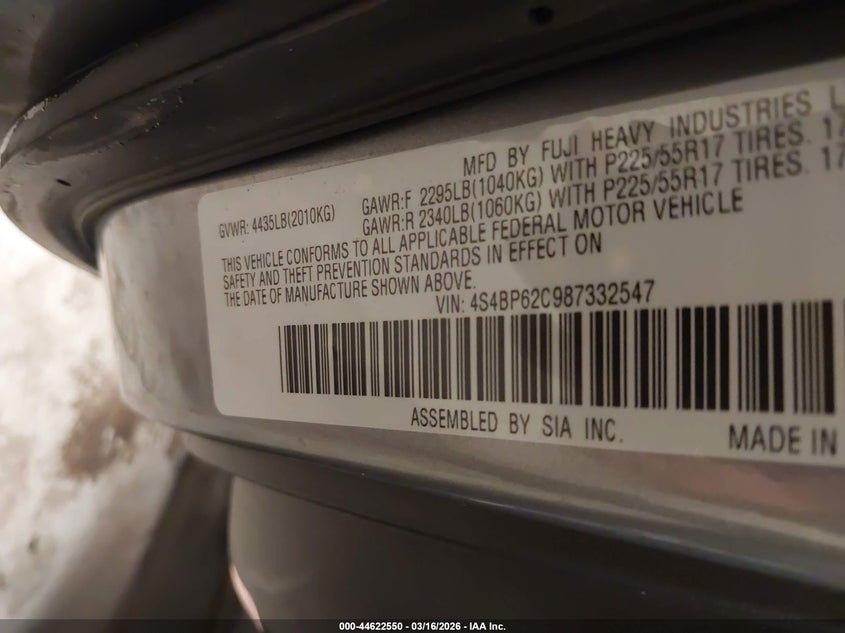 MFD BY FUJI HEAVY INDUSTRIES
GVWR: 4435LB(2010KG)
GAWR:F 2295LB(1040KG) WITH P225/55R17 TIRES.
GAWR:R 2340LB(1060KG) WITH P225/55R17 TIRES.
THIS VEHICLE CONFORMS TO ALL APPLICABLE FEDERAL MOTOR VEHICLE
SAFETY AND THEFT PREVENTION STANDARDS IN EFFECT ON
THE DATE OF MANUFACTURE SHOWN ABOVE.
VIN: 4S4BP62C987332547
ASSEMBLED BY SIA INC.
MADE IN
000-44622550 - 03/16/2026 - IAA Inc.